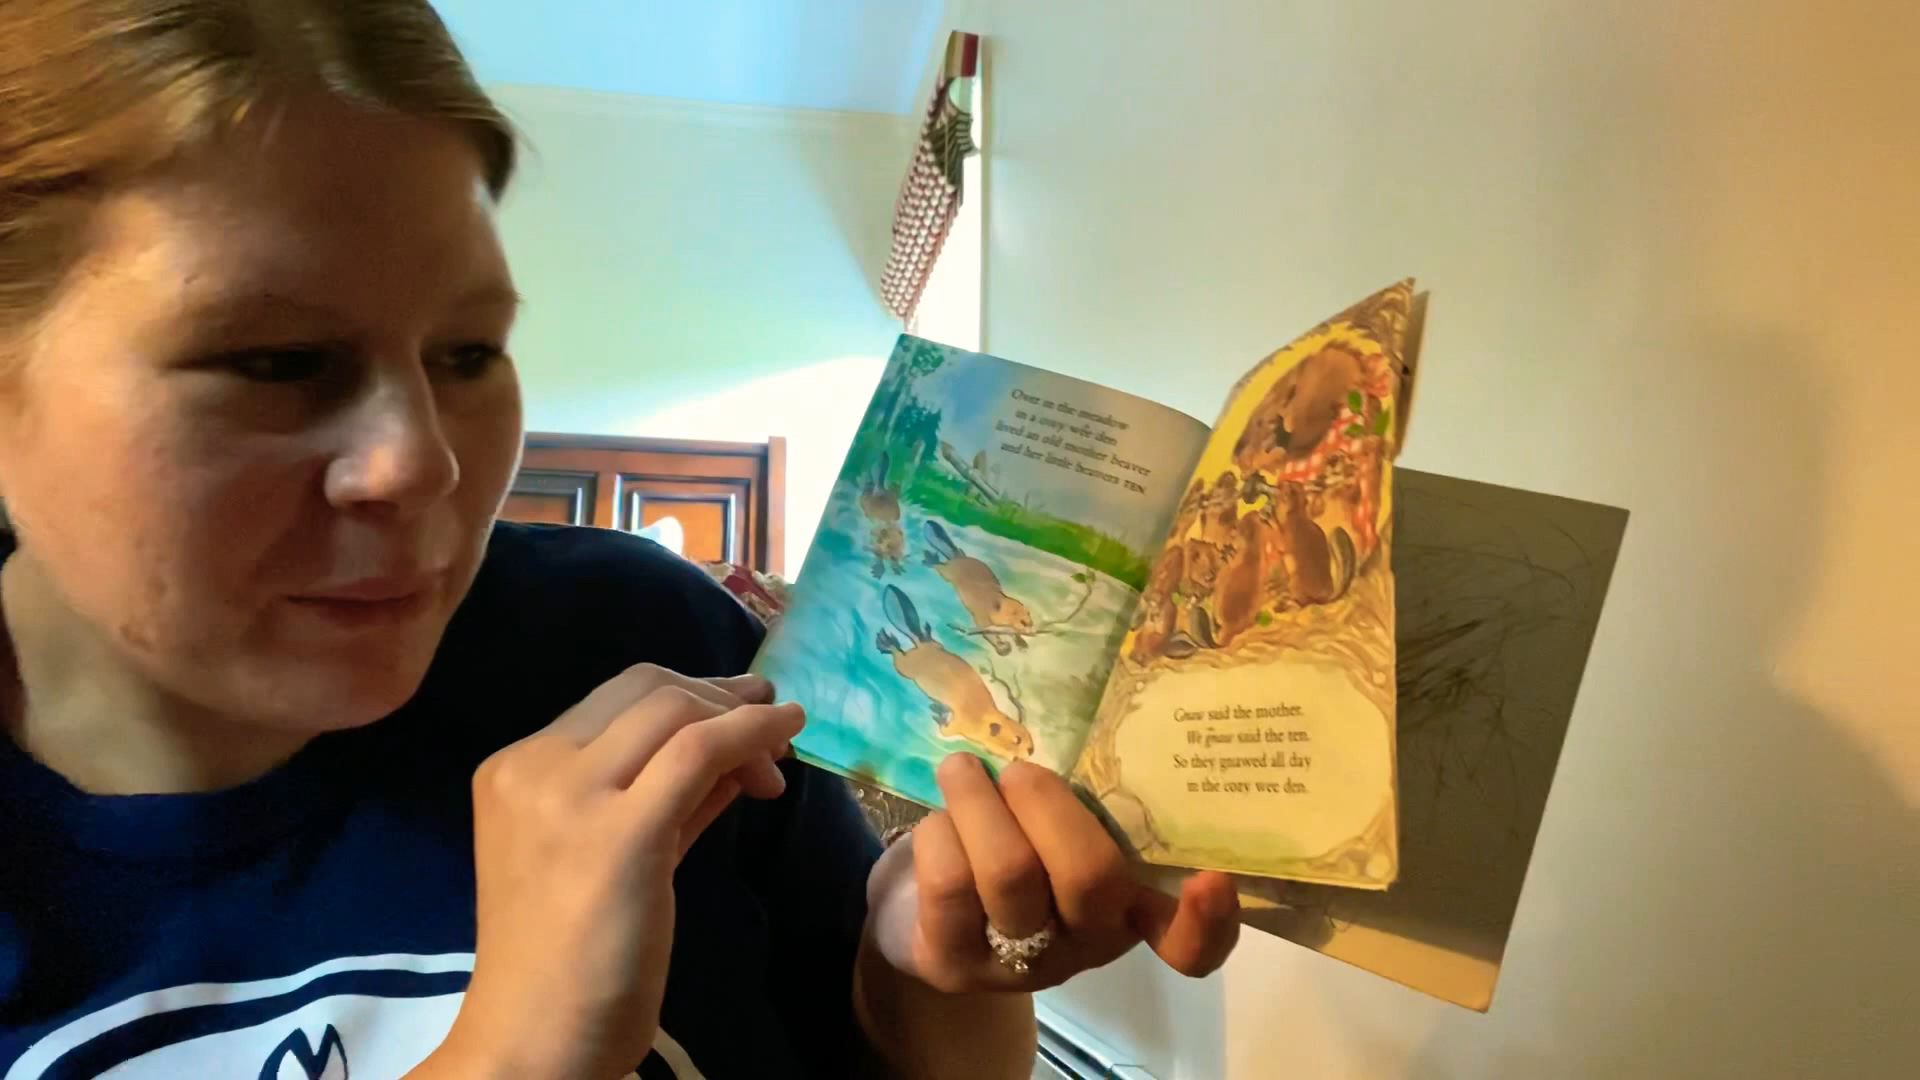 Over in the meadow
in a cozy wee den
lived an old mother beaver
and her little beavers TEN
Gnaw said the mother.
We gnaw said the ten.
So they gnawed all day
in the cozy wee den.